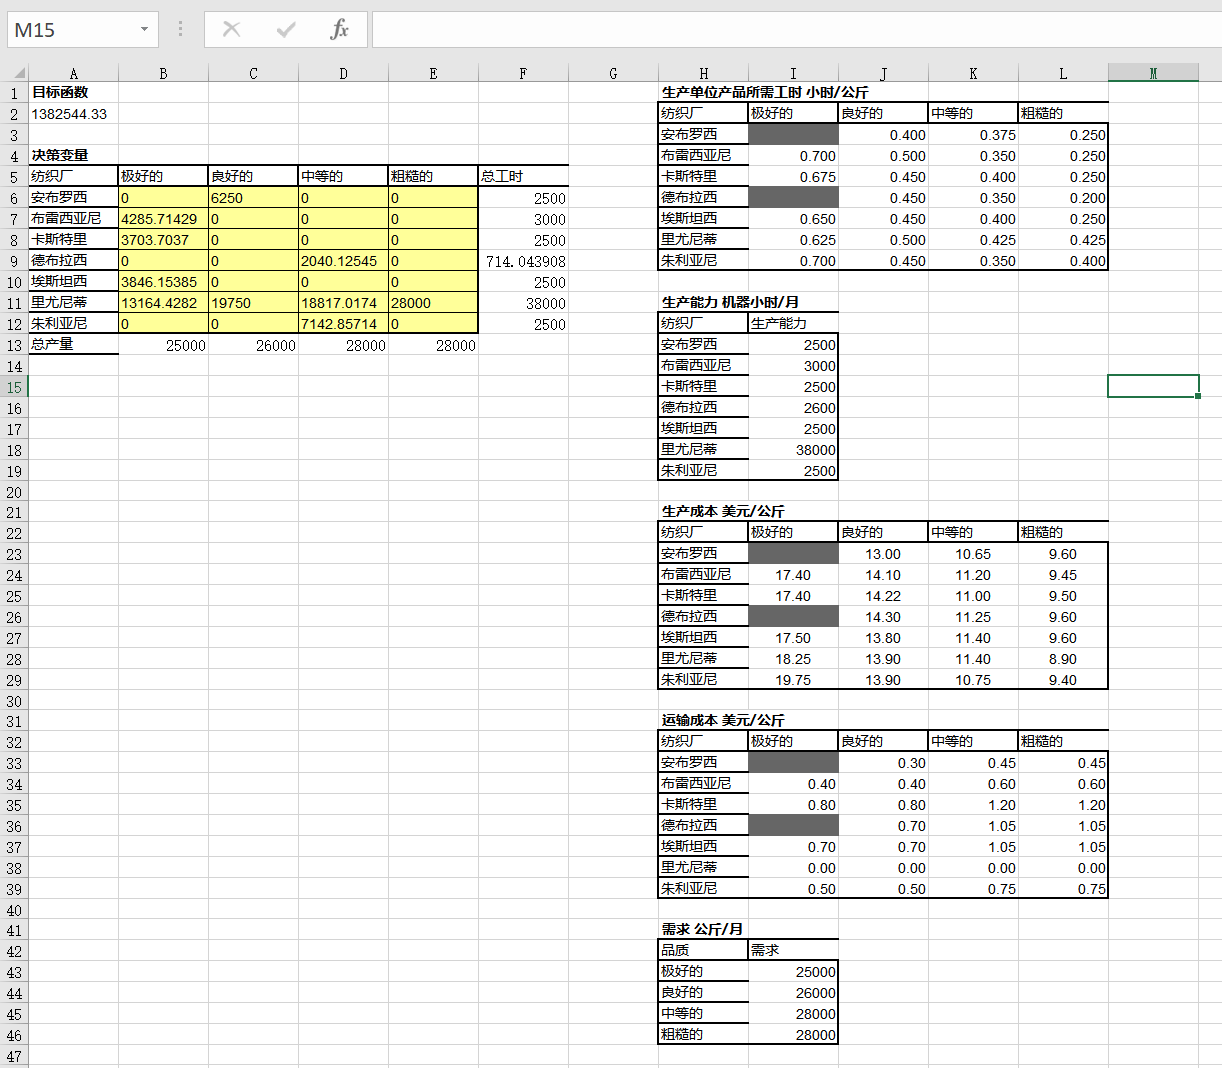 M15 fx
A B C D E F G H I J K L M
1 目标函数 生产单位产品所需工时 小时/公斤
2 1382544.33 纺织厂 极好的 良好的 中等的 粗糙的
3 安布罗西 0.400 0.375 0.250
4 决策变量 布雷西亚尼 0.700 0.500 0.350 0.250
5 纺织厂 极好的 良好的 中等的 粗糙的 总工时 卡斯特里 0.675 0.450 0.400 0.250
6 安布罗西 0 6250 0 0 2500 德布拉西 0.450 0.350 0.200
7 布雷西亚尼 4285.71429 0 0 0 3000 埃斯坦西 0.650 0.450 0.400 0.250
8 卡斯特里 3703.7037 0 0 0 2500 里尤尼蒂 0.625 0.500 0.425 0.425
9 德布拉西 0 0 2040.12545 0 714.043908 朱利亚尼 0.700 0.450 0.350 0.400
10 埃斯坦西 3846.15385 0 0 0 2500
11 里尤尼蒂 13164.4282 19750 18817.0174 28000 38000 生产能力 机器小时/月
12 朱利亚尼 0 0 7142.85714 0 2500 纺织厂 生产能力
13 总产量 25000 26000 28000 28000 安布罗西 2500
14 布雷西亚尼 3000
15 卡斯特里 2500
16 德布拉西 2600
17 埃斯坦西 2500
18 里尤尼蒂 38000
19 朱利亚尼 2500
20
21 生产成本 美元/公斤
22 纺织厂 极好的 良好的 中等的 粗糙的
23 安布罗西 13.00 10.65 9.60
24 布雷西亚尼 17.40 14.10 11.20 9.45
25 卡斯特里 17.40 14.22 11.00 9.50
26 德布拉西 14.30 11.25 9.60
27 埃斯坦西 17.50 13.80 11.40 9.60
28 里尤尼蒂 18.25 13.90 11.40 8.90
29 朱利亚尼 19.75 13.90 10.75 9.40
30
31 运输成本 美元/公斤
32 纺织厂 极好的 良好的 中等的 粗糙的
33 安布罗西 0.30 0.45 0.45
34 布雷西亚尼 0.40 0.40 0.60 0.60
35 卡斯特里 0.80 0.80 1.20 1.20
36 德布拉西 0.70 1.05 1.05
37 埃斯坦西 0.70 0.70 1.05 1.05
38 里尤尼蒂 0.00 0.00 0.00 0.00
39 朱利亚尼 0.50 0.50 0.75 0.75
40
41 需求 公斤/月
42 品质 需求
43 极好的 25000
44 良好的 26000
45 中等的 28000
46 粗糙的 28000
47